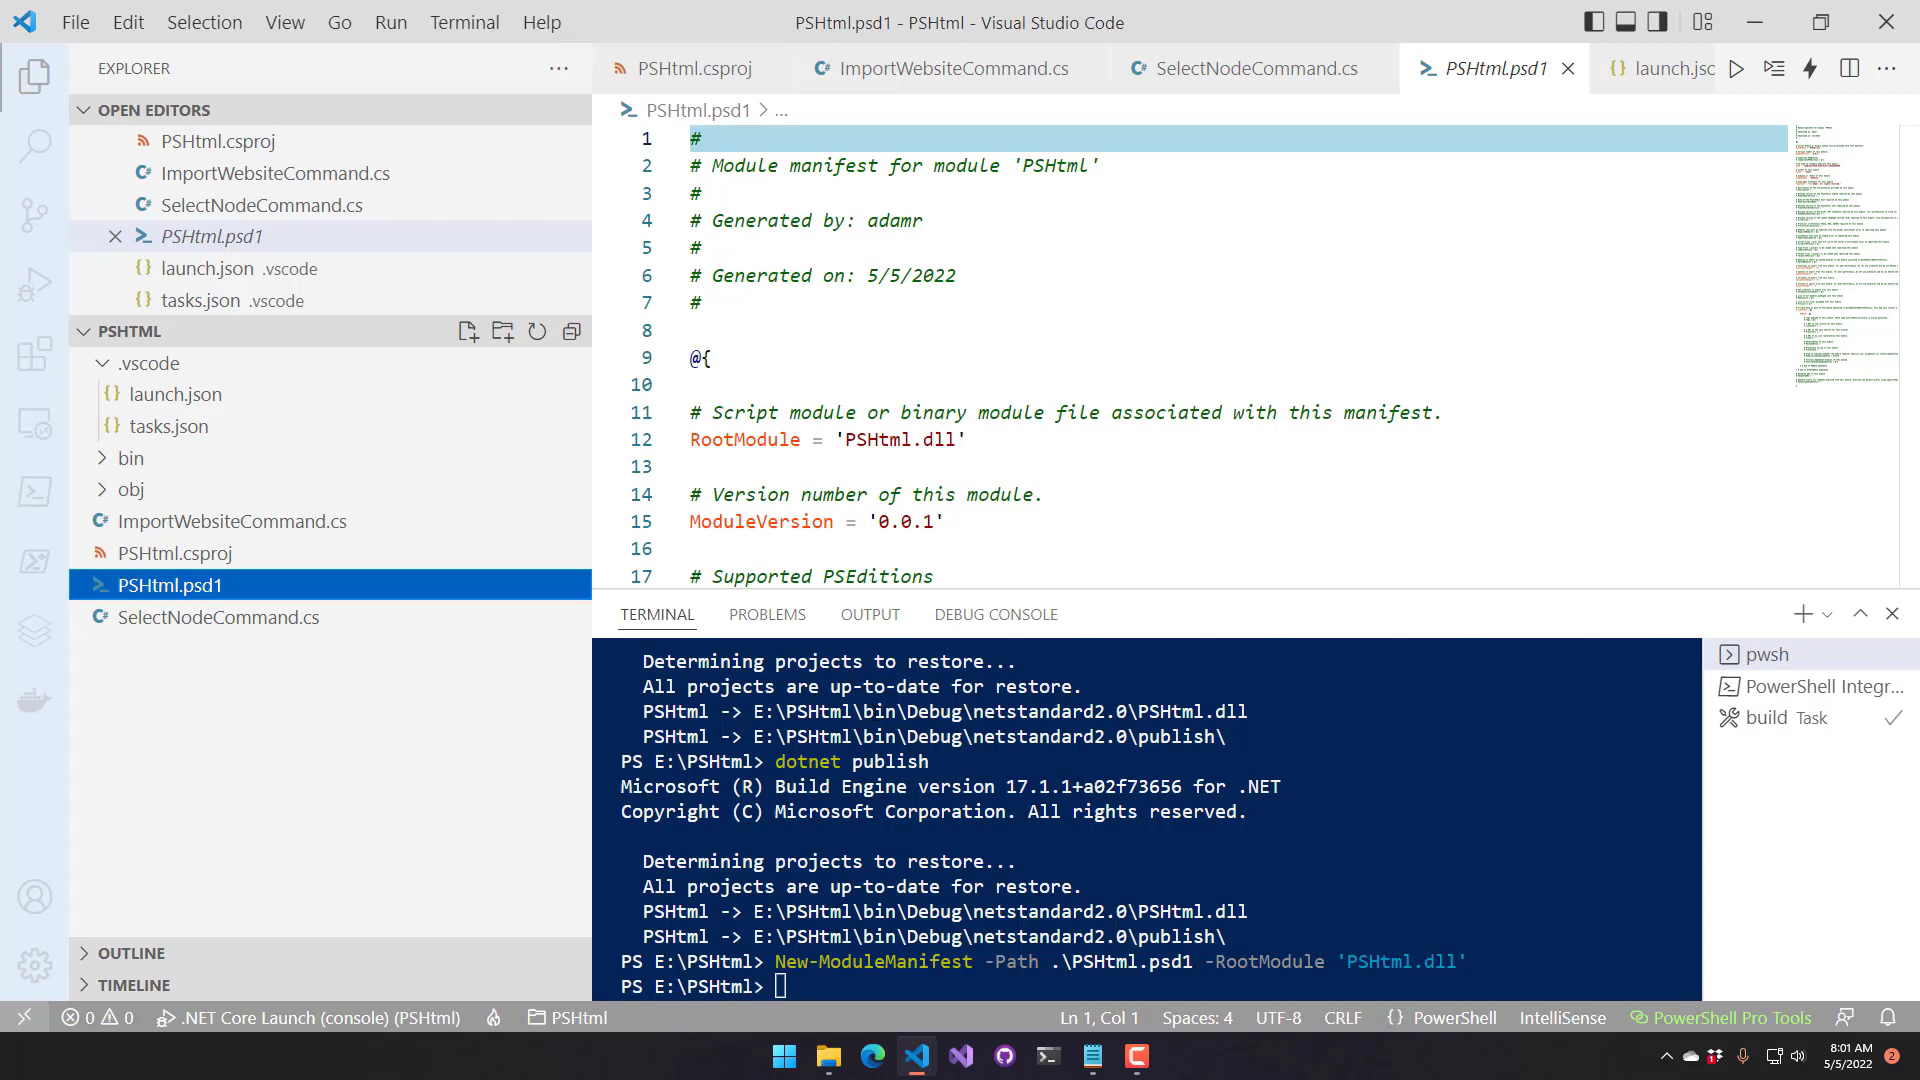 File Edit Selection View Go Run Terminal Help
PSHtml.psd1 - PSHtml - Visual Studio Code
EXPLORER
OPEN EDITORS
PSHtml.csproj
ImportWebsiteCommand.cs
SelectNodeCommand.cs
PSHtml.psd1
launch.json .vscode
tasks.json .vscode
PSHTML
.vscode
launch.json
tasks.json
bin
obj
ImportWebsiteCommand.cs
PSHtml.csproj
PSHtml.psd1
SelectNodeCommand.cs
OUTLINE
TIMELINE
PSHtml.csproj ImportWebsiteCommand.cs SelectNodeCommand.cs PSHtml.psd1 launch.jsc
PSHtml.psd1 > ...
1 #
2 # Module manifest for module 'PSHtml'
3 #
4 # Generated by: adamr
5 #
6 # Generated on: 5/5/2022
7 #
8
9 @{
10
11 # Script module or binary module file associated with this manifest.
12 RootModule = 'PSHtml.dll'
13
14 # Version number of this module.
15 ModuleVersion = '0.0.1'
16
17 # Supported PSEditions
TERMINAL PROBLEMS OUTPUT DEBUG CONSOLE
Determining projects to restore...
All projects are up-to-date for restore.
PSHtml -> E:\PSHtml\bin\Debug\netstandard2.0\PSHtml.dll
PSHtml -> E:\PSHtml\bin\Debug\netstandard2.0\publish\
PS E:\PSHtml> dotnet publish
Microsoft (R) Build Engine version 17.1.1+a02f73656 for .NET
Copyright (C) Microsoft Corporation. All rights reserved.
Determining projects to restore...
All projects are up-to-date for restore.
PSHtml -> E:\PSHtml\bin\Debug\netstandard2.0\PSHtml.dll
PSHtml -> E:\PSHtml\bin\Debug\netstandard2.0\publish\
PS E:\PSHtml> New-ModuleManifest -Path .\PSHtml.psd1 -RootModule 'PSHtml.dll'
PS E:\PSHtml>
pwsh
PowerShell Integr...
build Task
0 0 .NET Core Launch (console) (PSHtml) PSHtml
Ln 1, Col 1 Spaces: 4 UTF-8 CRLF {} PowerShell IntelliSense PowerShell Pro Tools
8:01 AM
5/5/2022
2